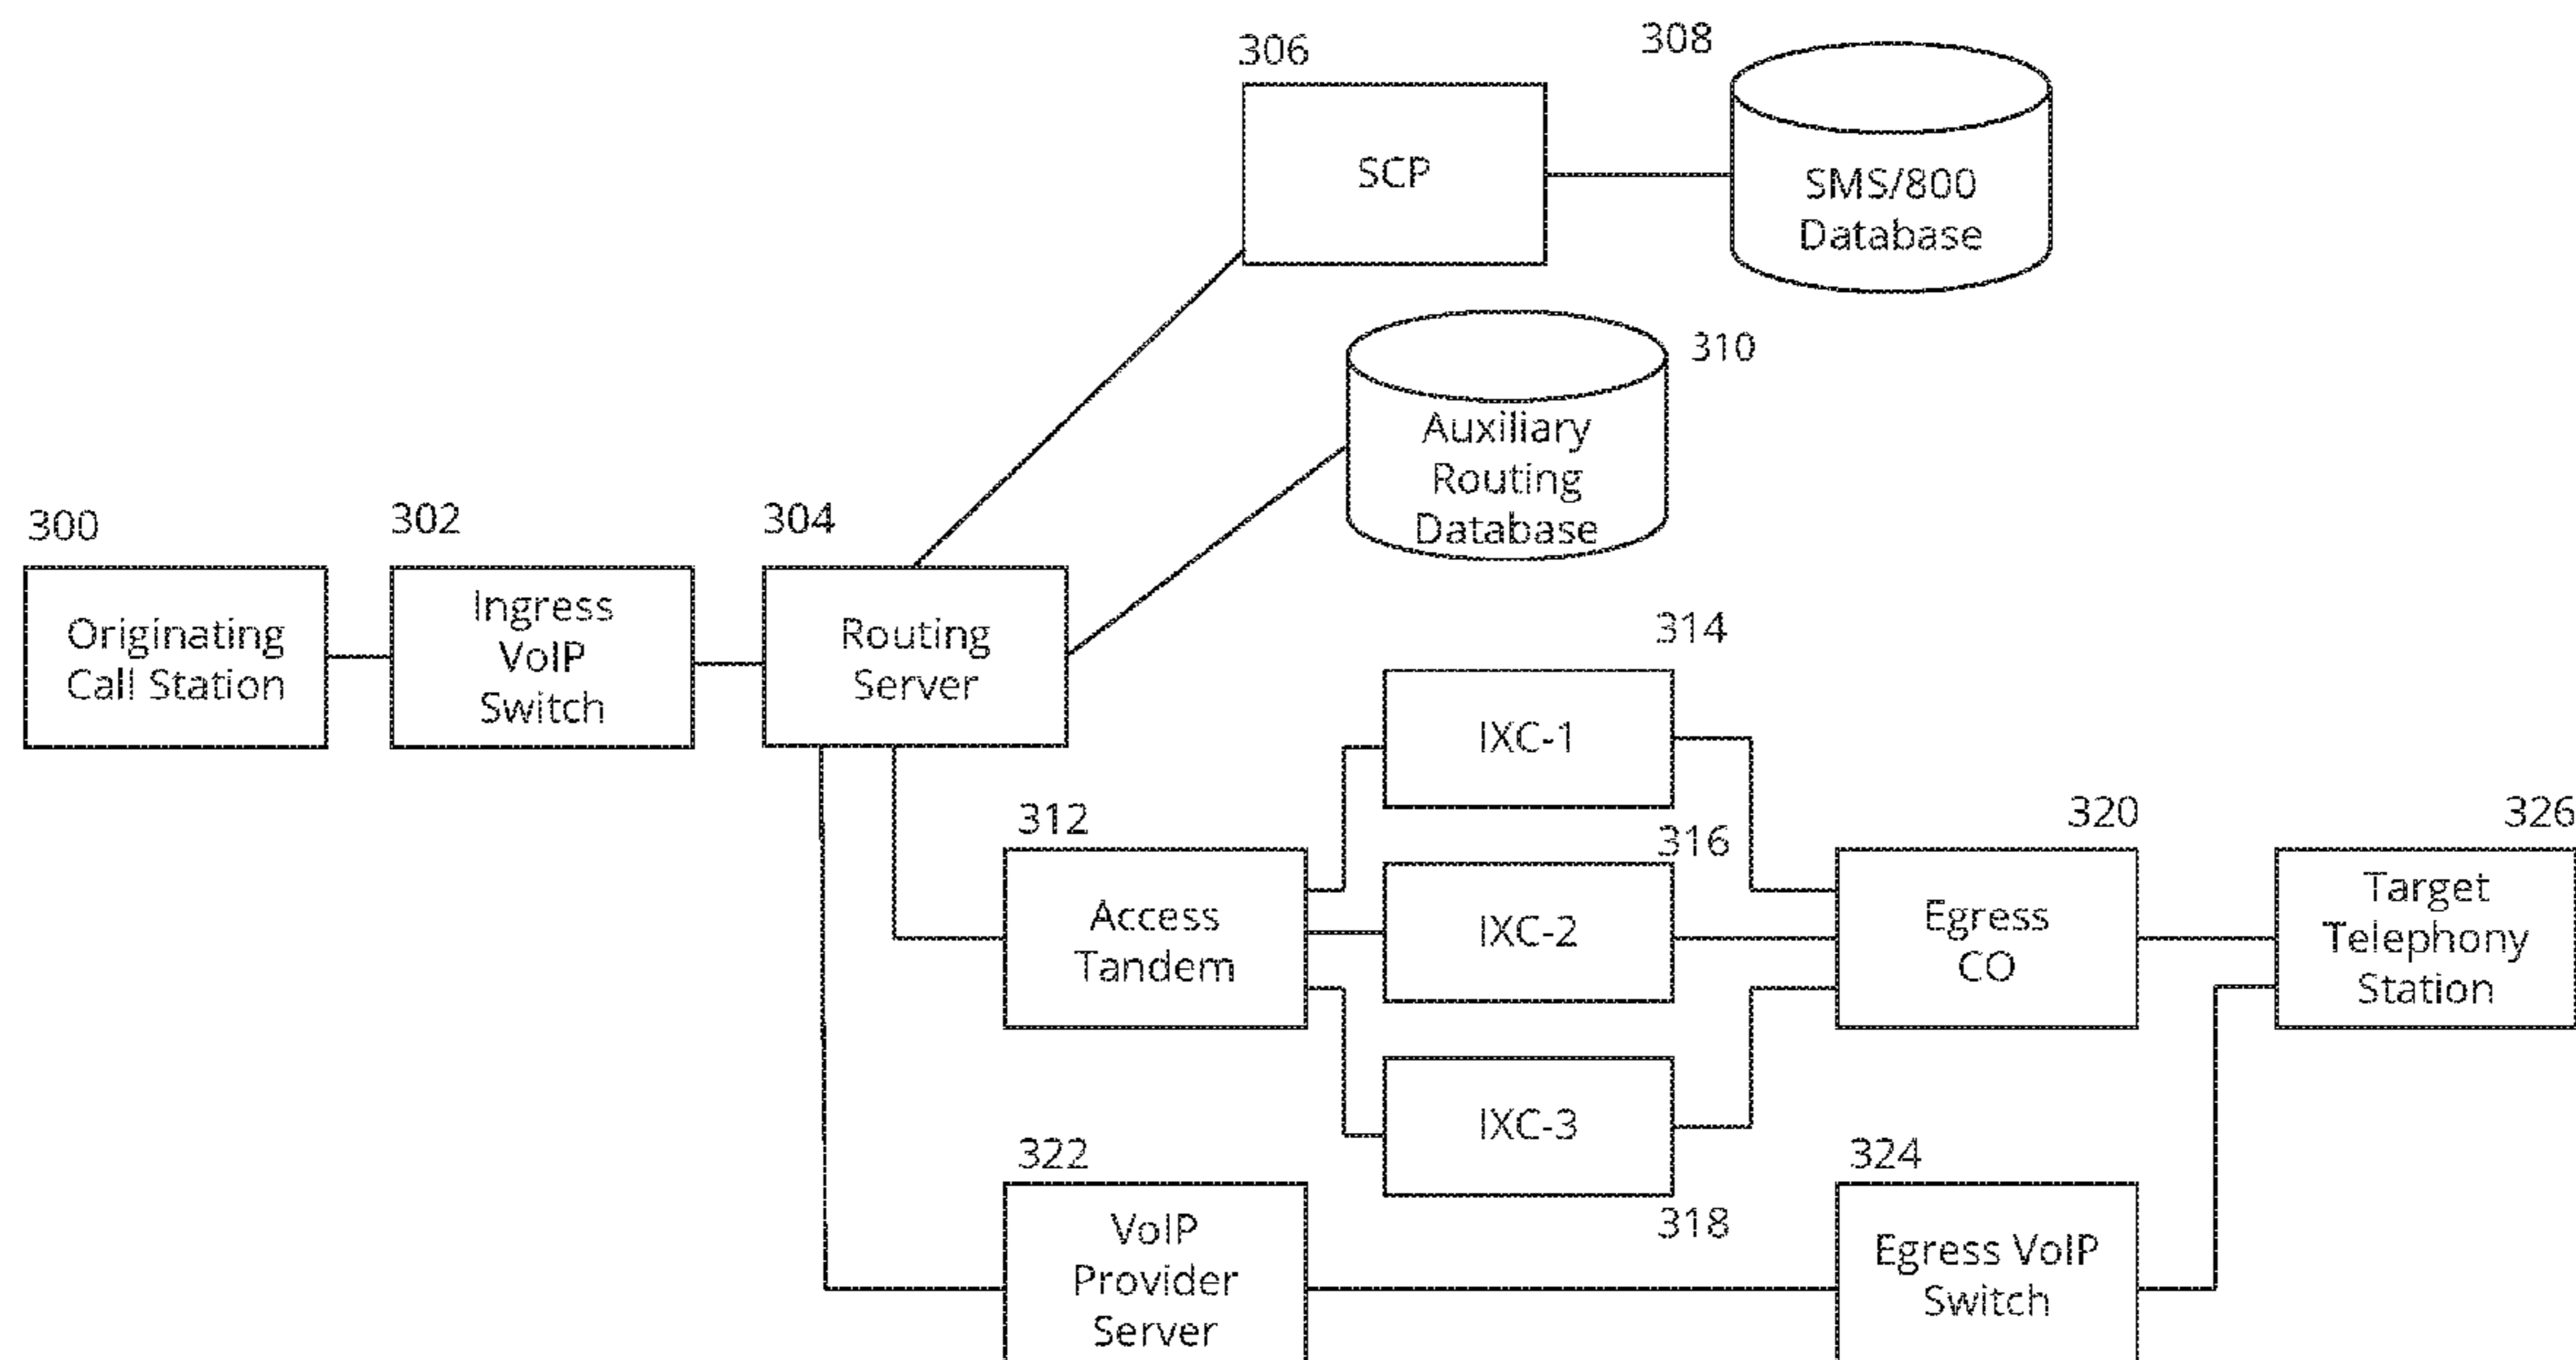 306
308
SCP
SMS/800
Database
310
Auxiliary
Routing
Database
300
302
304
Originating
Call Station
Ingress
VoIP
Switch
Routing
Server
314
IXC-1
312
316
320
326
Access
Tandem
IXC-2
Egress
CO
Target
Telephony
Station
IXC-3
318
322
324
VoIP
Provider
Server
Egress VoIP
Switch